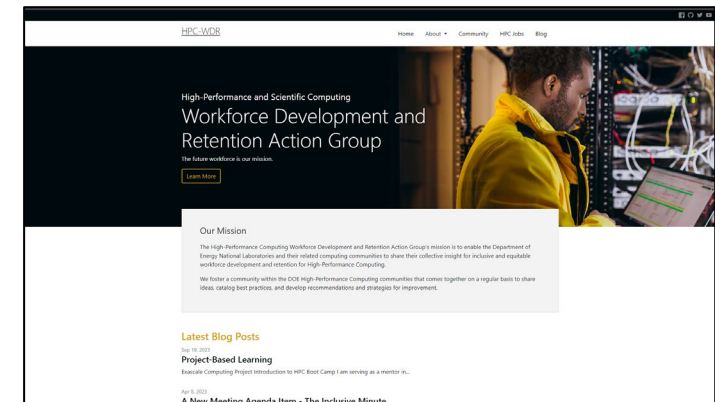 HPC-WDR
Home About Community HPC Jobs Blog
High-Performance and Scientific Computing
Workforce Development and
Retention Action Group
The future workforce is our mission.
Learn More
Our Mission
The High-Performance Computing Workforce Development and Retention Action Group's mission is to enable the Department of
Energy National Laboratories and their related computing communities to share their collective insight for inclusive and equitable
workforce development and retention for High-Performance Computing.
We foster a community within the DOE High-Performance Computing communities that comes together on a regular basis to share
ideas, catalog best practices, and develop recommendations and strategies for improvement.
Latest Blog Posts
Sep 19, 2023
Project-Based Learning
Exascale Computing Project Introduction to HPC Boot Camp I am serving as a mentor in...
Apr 9, 2023
A New Meeting Agenda Item - The Inclusive Minute